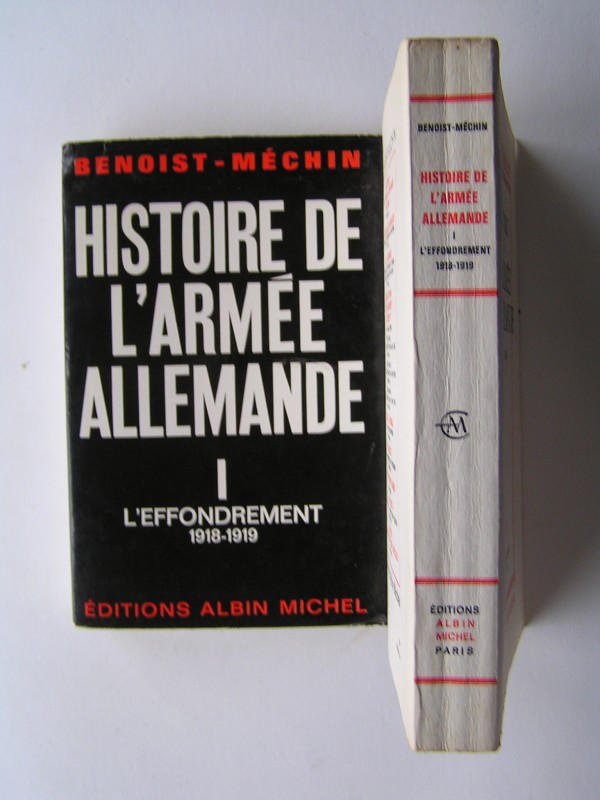 BENOIST-MÉCHIN
HISTOIRE DE
L'ARMÉE
ALLEMANDE
I
L'EFFONDREMENT
1918-1919
ÉDITIONS ALBIN MICHEL
BENOIST-MÉCHIN
HISTOIRE DE
L'ARMÉE
ALLEMANDE
I
L'EFFONDREMENT
1918-1919
ÉDITIONS
ALBIN
MICHEL
PARIS